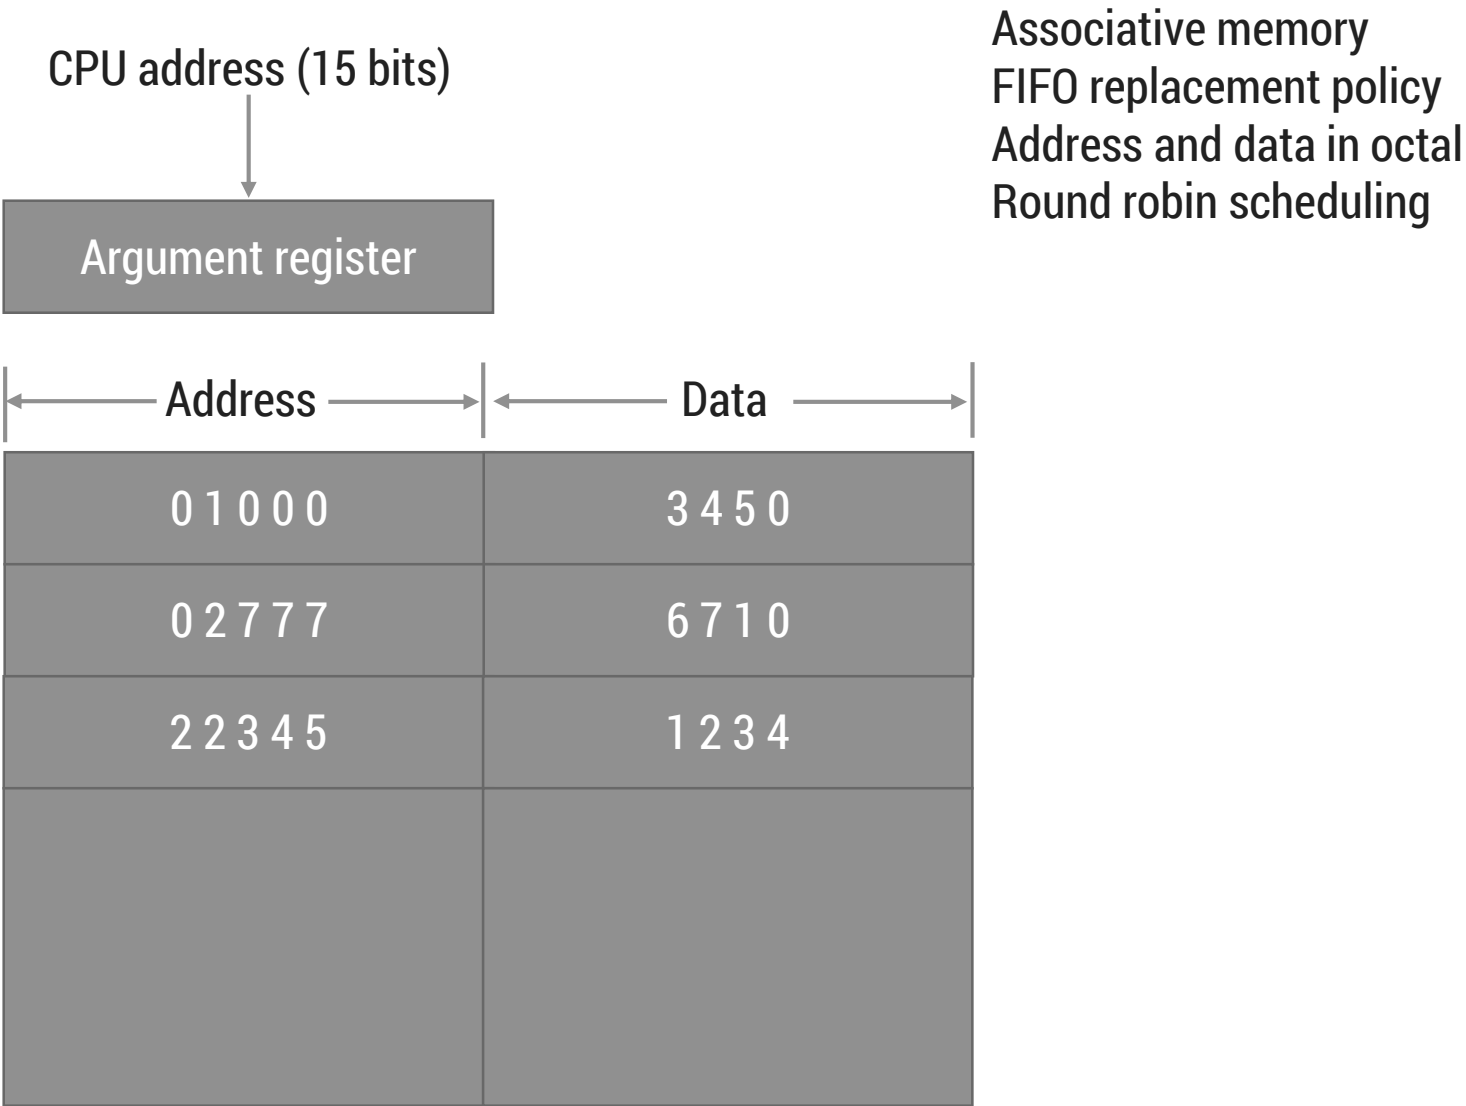 CPU address (15 bits)
Associative memory
FIFO replacement policy
Address and data in octal
Round robin scheduling
Argument register
Address Data
0 1 0 0 0 3 4 5 0
0 2 7 7 7 6 7 1 0
2 2 3 4 5 1 2 3 4